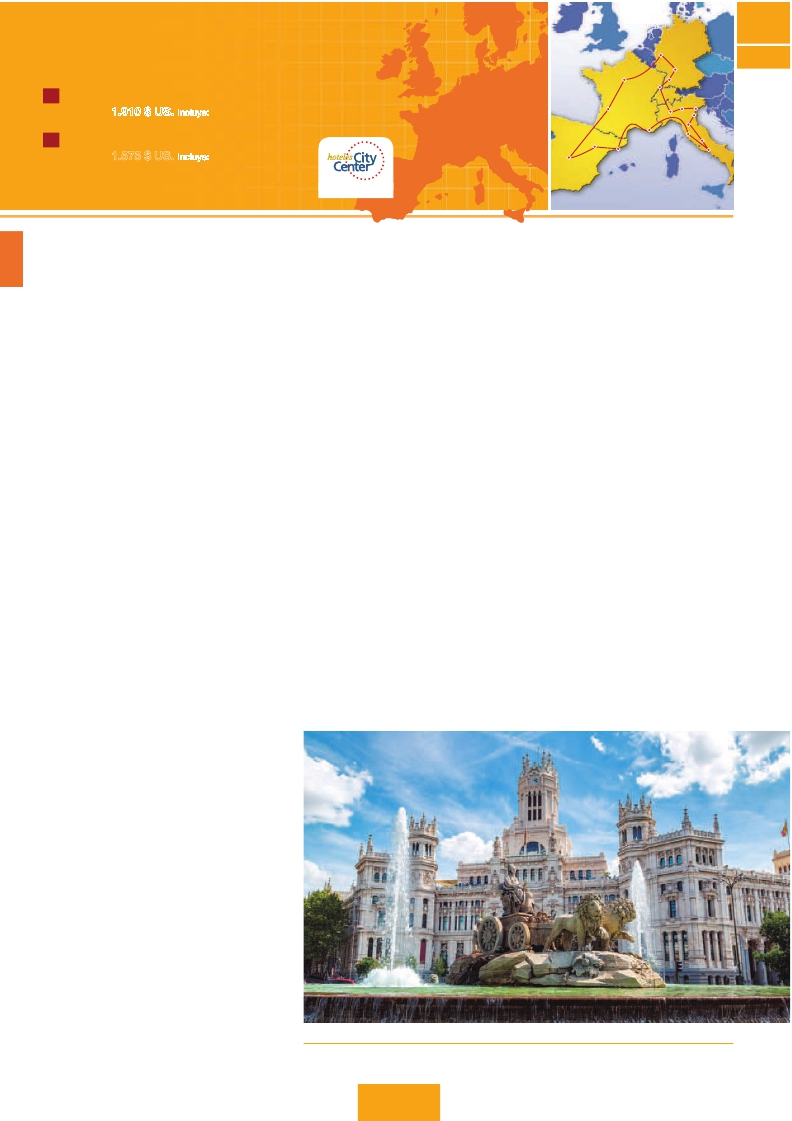 1.910 $ US. Incluye:
1.575 $ US. Incluye:
hoteles City
Center